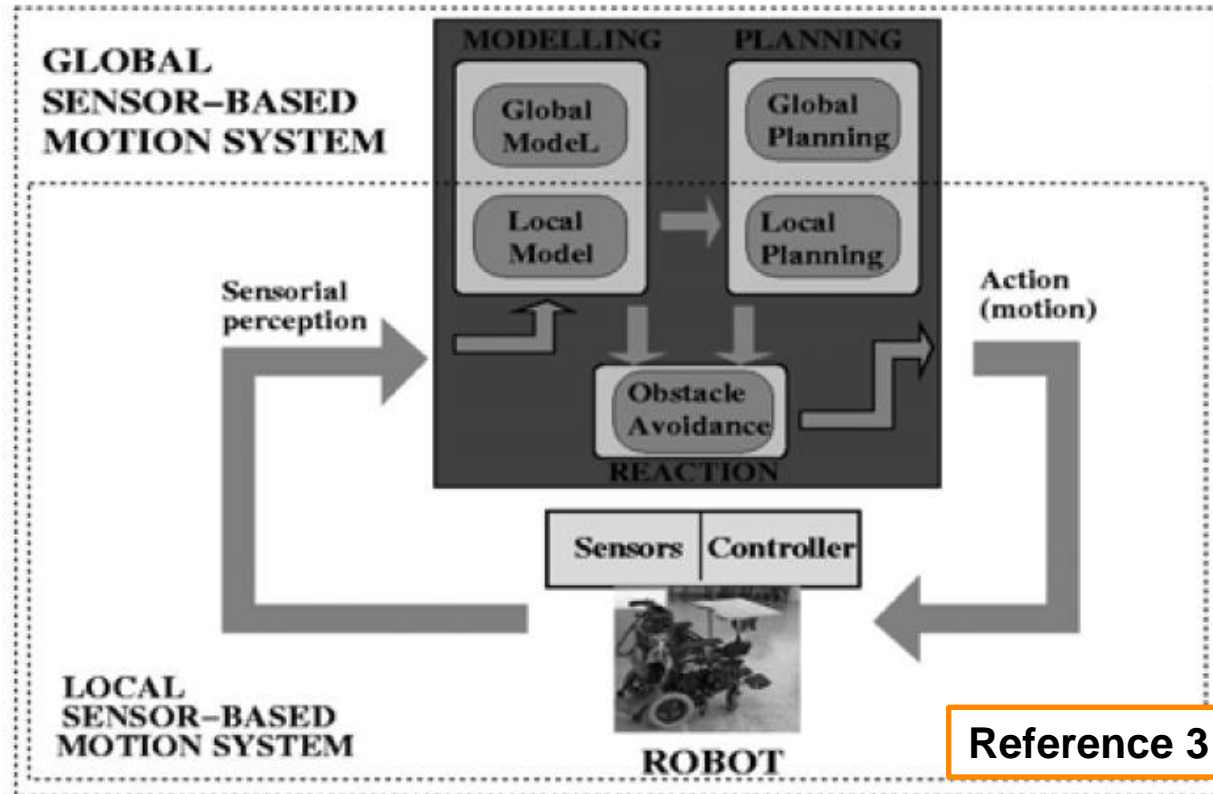 GLOBAL
SENSOR-BASED
MOTION SYSTEM
MODELLING
PLANNING
Global
ModeL
Global
Planning
Local
Model
Local
Planning
Sensorial
perception
Action
(motion)
Obstacle
Avoidance
REACTION
Sensors
Controller
LOCAL
SENSOR-BASED
MOTION SYSTEM
ROBOT
Reference 3